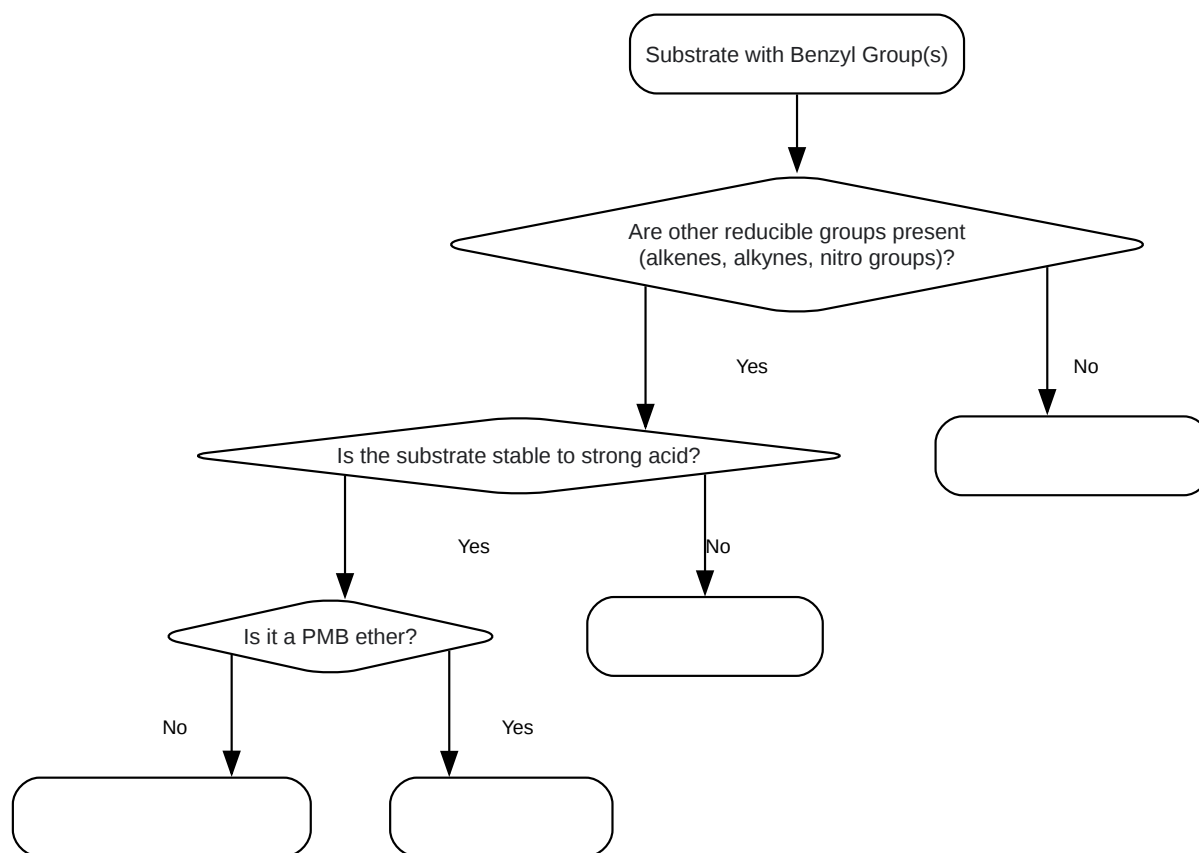 Substrate with Benzyl Group(s)
Are other reducible groups present
(alkenes, alkynes, nitro groups)?
Yes
No
Is the substrate stable to strong acid?
Yes
No
Is it a PMB ether?
No
Yes